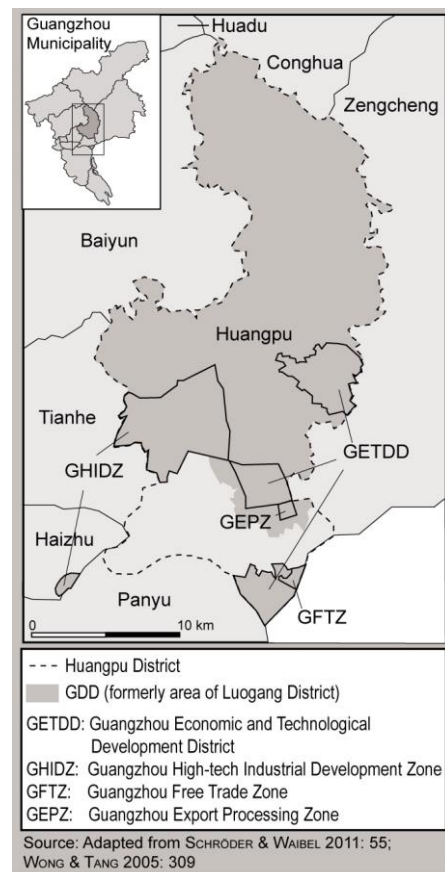 Guangzhou
Municipality
Huadu
Conghua
Zengcheng
Baiyun
Huangpu
Tianhe
GHIDZ
GETDD
GEPZ
Haizhu
Panyu
GFTZ
0 10 km
Huangpu District
GDD (formerly area of Luogang District)
GETDD: Guangzhou Economic and Technological
Development District
GHIDZ: Guangzhou High-tech Industrial Development Zone
GFTZ: Guangzhou Free Trade Zone
GEPZ: Guangzhou Export Processing Zone
Source: Adapted from SCHRÖDER & WAIBEL 2011: 55;
WONG & TANG 2005: 309